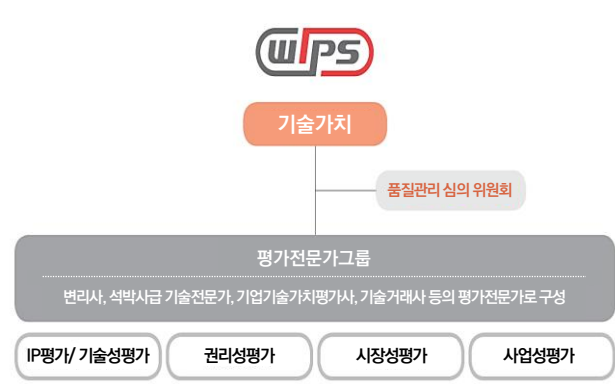 wips
기술가치
품질관리 심의 위원회
평가전문가그룹
변리사, 석박사급 기술전문가, 기업기술가치평가사, 기술거래사 등의 평가전문가로 구성
IP평가/ 기술성평가
권리성평가
시장성평가
사업성평가